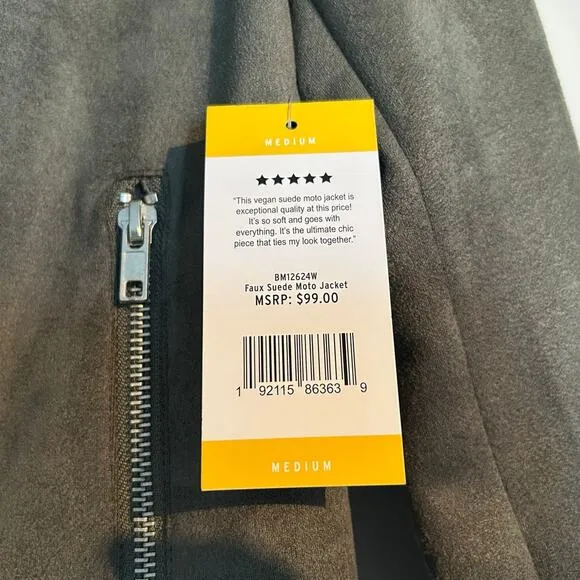 MEDIUM
★★★★★
“This vegan suede moto jacket is
exceptional quality at this price!
It's so soft and goes with
everything. It's the ultimate chic
piece that ties my look together.”
BM12624W
Faux Suede Moto Jacket
MSRP: $99.00
1 92115 86363 9
MEDIUM